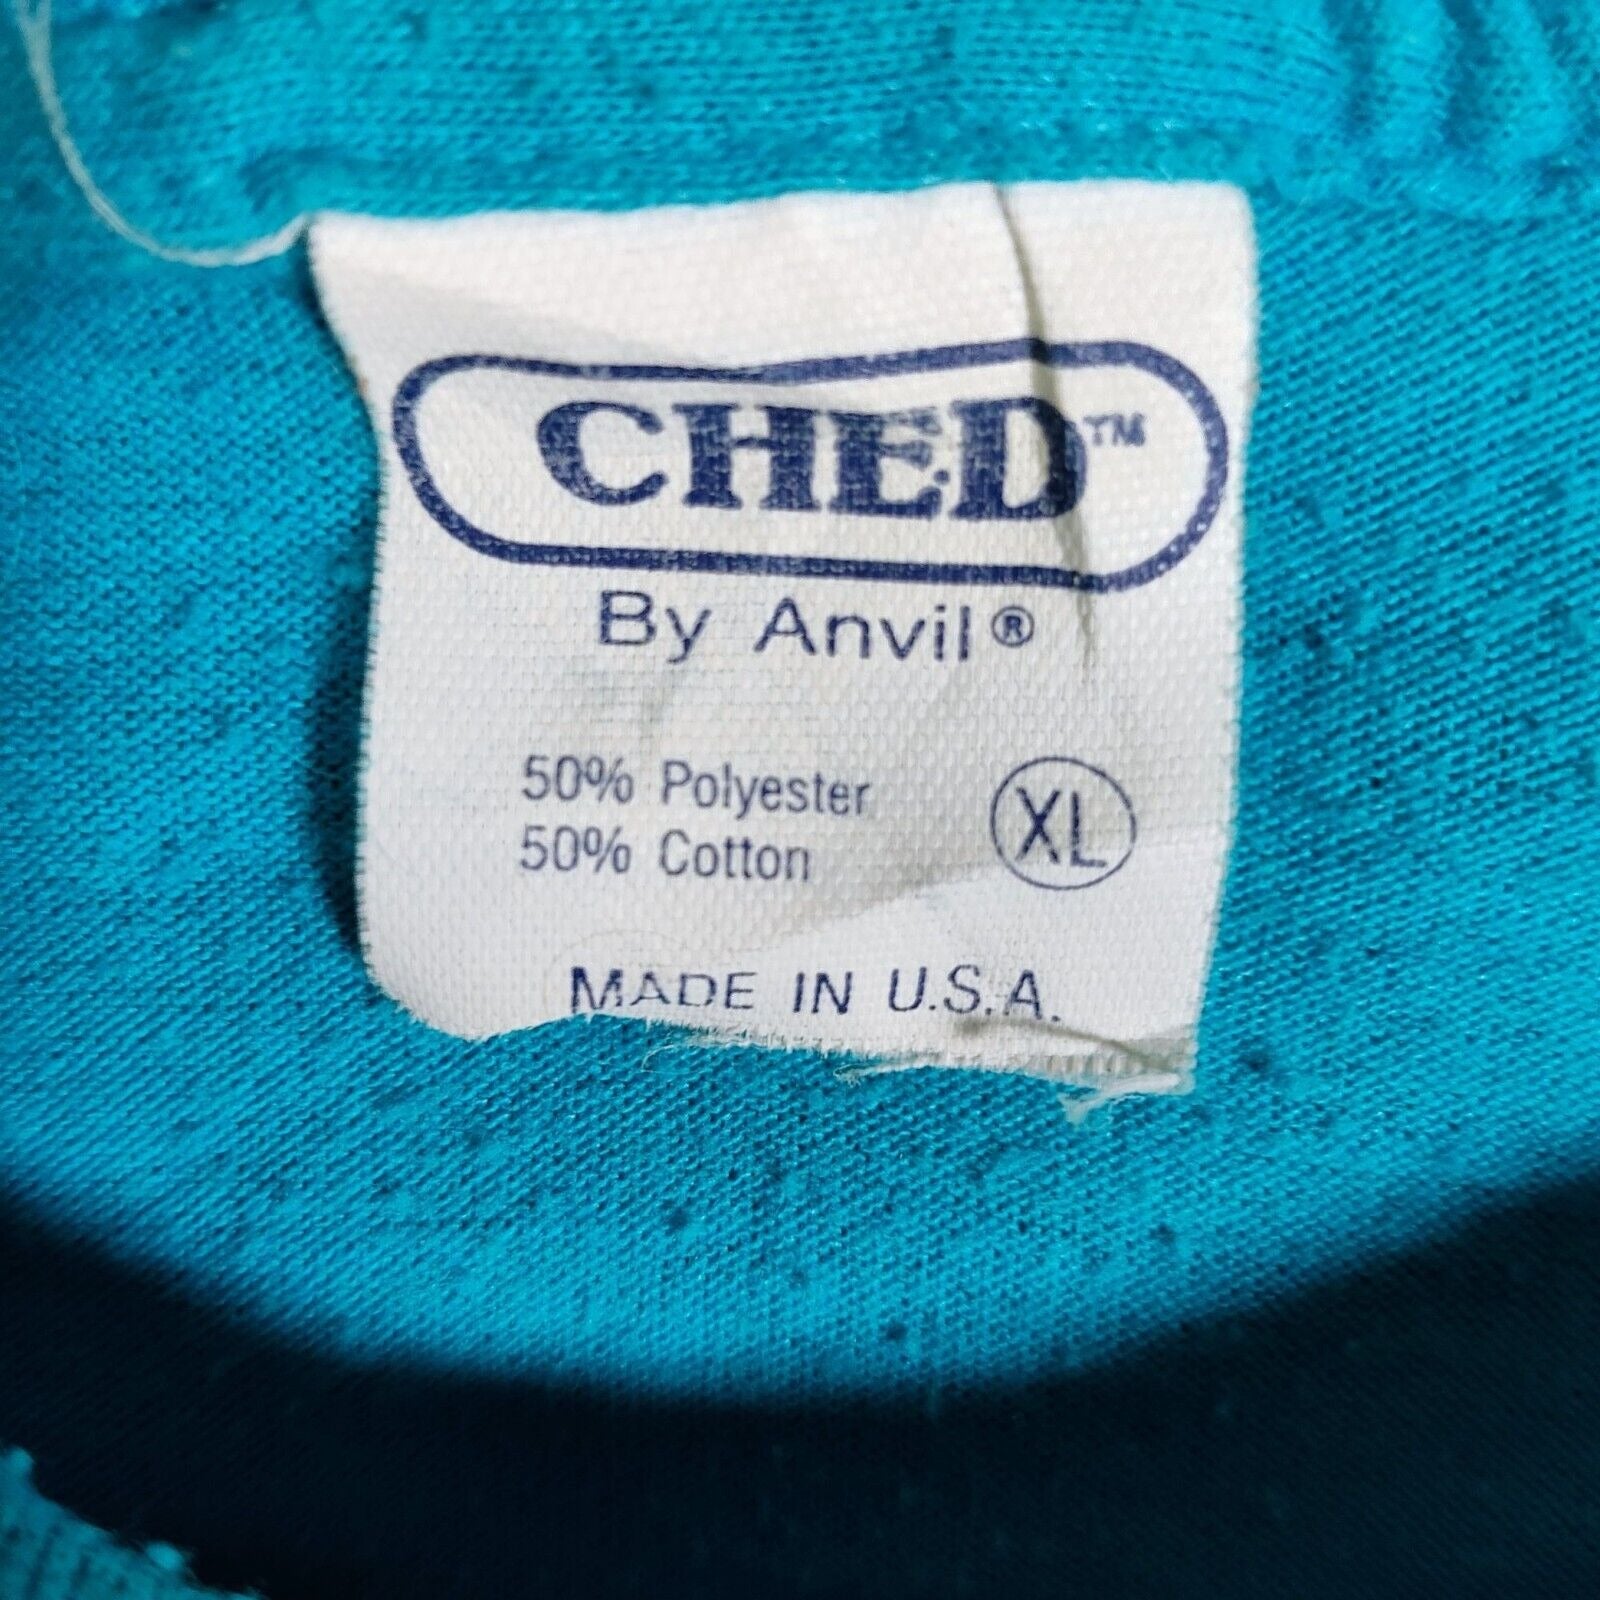 CHED™
By Anvil®
50% Polyester
50% Cotton
XL
MADE IN U.S.A.